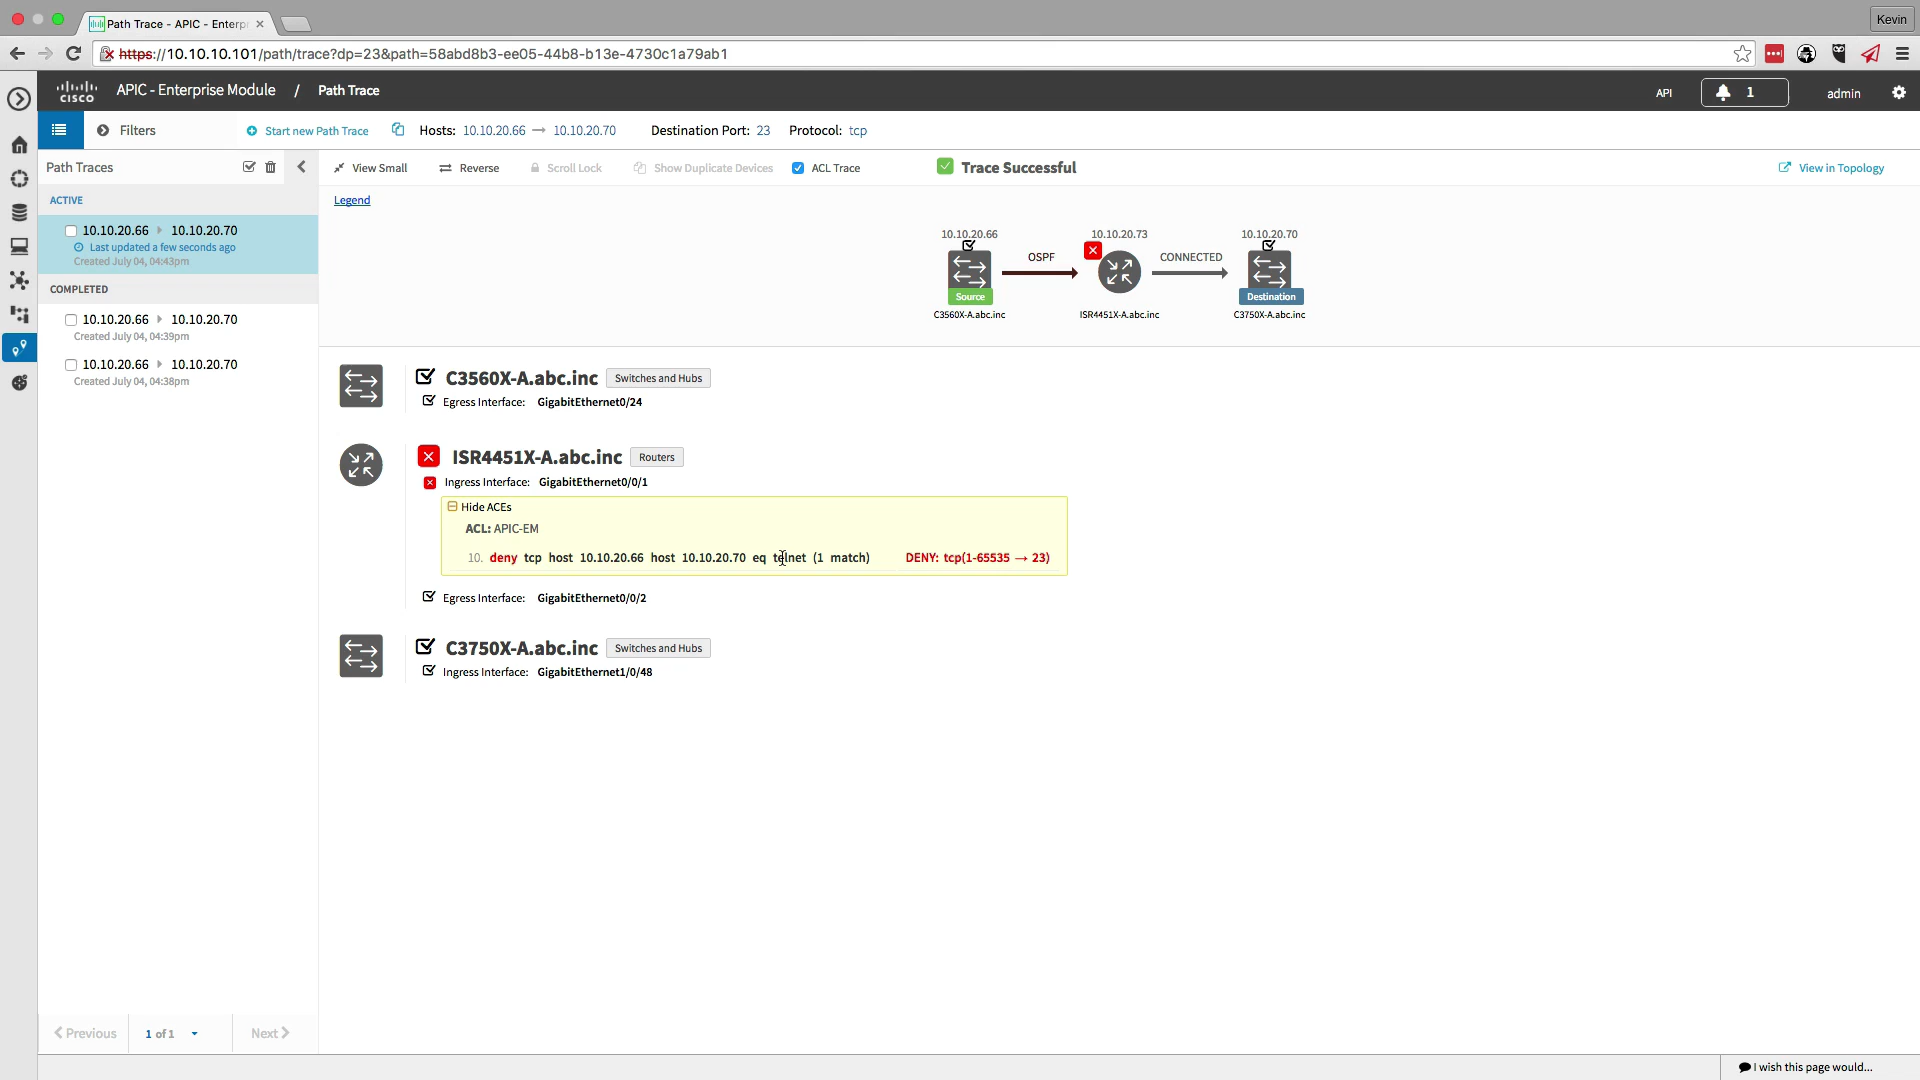 Path Trace - APIC - Enterpr
Kevin
https://10.10.10.101/path/trace?dp=23&path=58abd8b3-ee05-44b8-b13e-4730c1a79ab1
CISCO APIC - Enterprise Module / Path Trace API 1 admin
Filters Start new Path Trace Hosts: 10.10.20.66 → 10.10.20.70 Destination Port: 23 Protocol: tcp
Path Traces
View Small Reverse Scroll Lock Show Duplicate Devices ACL Trace Trace Successful View in Topology
ACTIVE
10.10.20.66 10.10.20.70
Last updated a few seconds ago
Created July 04, 04:43pm
COMPLETED
10.10.20.66 10.10.20.70
Created July 04, 04:39pm
10.10.20.66 10.10.20.70
Created July 04, 04:38pm
Legend
10.10.20.66 10.10.20.73 10.10.20.70
OSPF CONNECTED
Source Destination
C3560X-A.abc.inc ISR4451X-A.abc.inc C3750X-A.abc.inc
C3560X-A.abc.inc Switches and Hubs
Egress Interface: GigabitEthernet0/24
ISR4451X-A.abc.inc Routers
Ingress Interface: GigabitEthernet0/0/1
Hide ACEs
ACL: APIC-EM
10. deny tcp host 10.10.20.66 host 10.10.20.70 eq telnet (1 match) DENY: tcp(1-65535 → 23)
Egress Interface: GigabitEthernet0/0/2
C3750X-A.abc.inc Switches and Hubs
Ingress Interface: GigabitEthernet1/0/48
Previous 1 of 1 Next
I wish this page would...